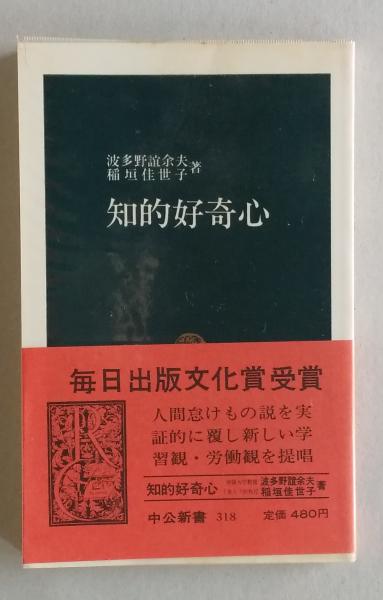 波多野誼余夫
稲垣佳世子 著
知的好奇心
毎日出版文化賞受賞
人間怠けもの説を実
証的に覆し新しい学
習観・労働観を提唱
知的好奇心 波多野誼余夫
稲垣佳世子 著
中公新書 318 定価 480円